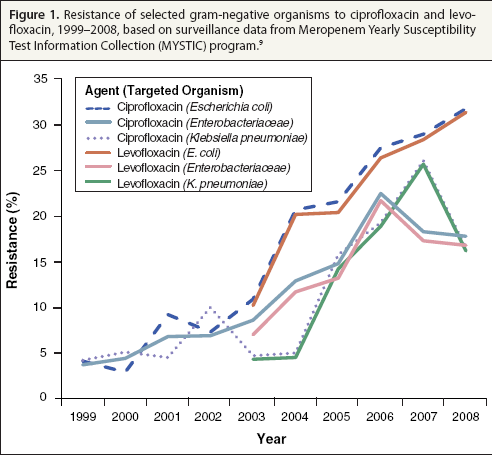 Figure 1. Resistance of selected gram-negative organisms to ciprofloxacin and levo-
floxacin, 1999–2008, based on surveillance data from Meropenem Yearly Susceptibility
Test Information Collection (MYSTIC) program.⁹
35
30
25
20
15
10
5
0
Resistance (%)
Agent (Targeted Organism)
Ciprofloxacin (Escherichia coli)
Ciprofloxacin (Enterobacteriaceae)
Ciprofloxacin (Klebsiella pneumoniae)
Levofloxacin (E. coli)
Levofloxacin (Enterobacteriaceae)
Levofloxacin (K. pneumoniae)
1999 2000 2001 2002 2003 2004 2005 2006 2007 2008
Year